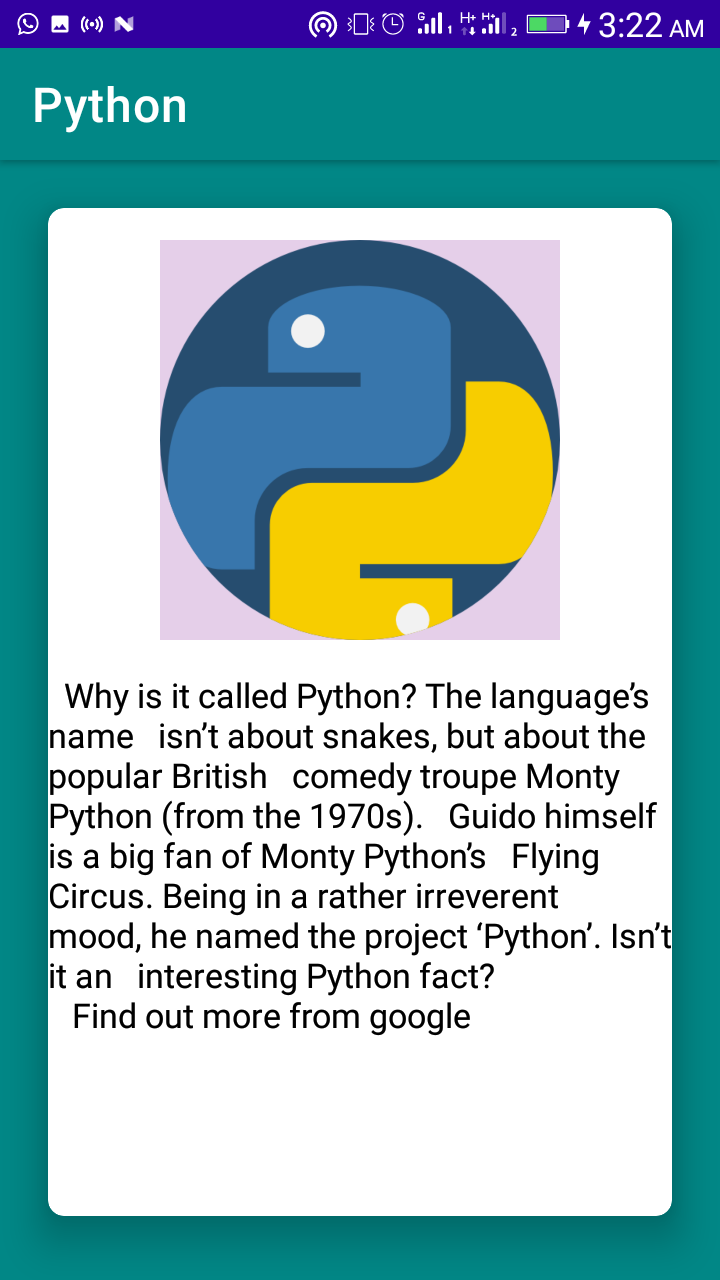 3:22 AM
Python
Why is it called Python? The language’s
name   isn’t about snakes, but about the
popular British   comedy troupe Monty
Python (from the 1970s).   Guido himself
is a big fan of Monty Python’s   Flying
Circus. Being in a rather irreverent
mood, he named the project ‘Python’. Isn’t
it an   interesting Python fact?
Find out more from google